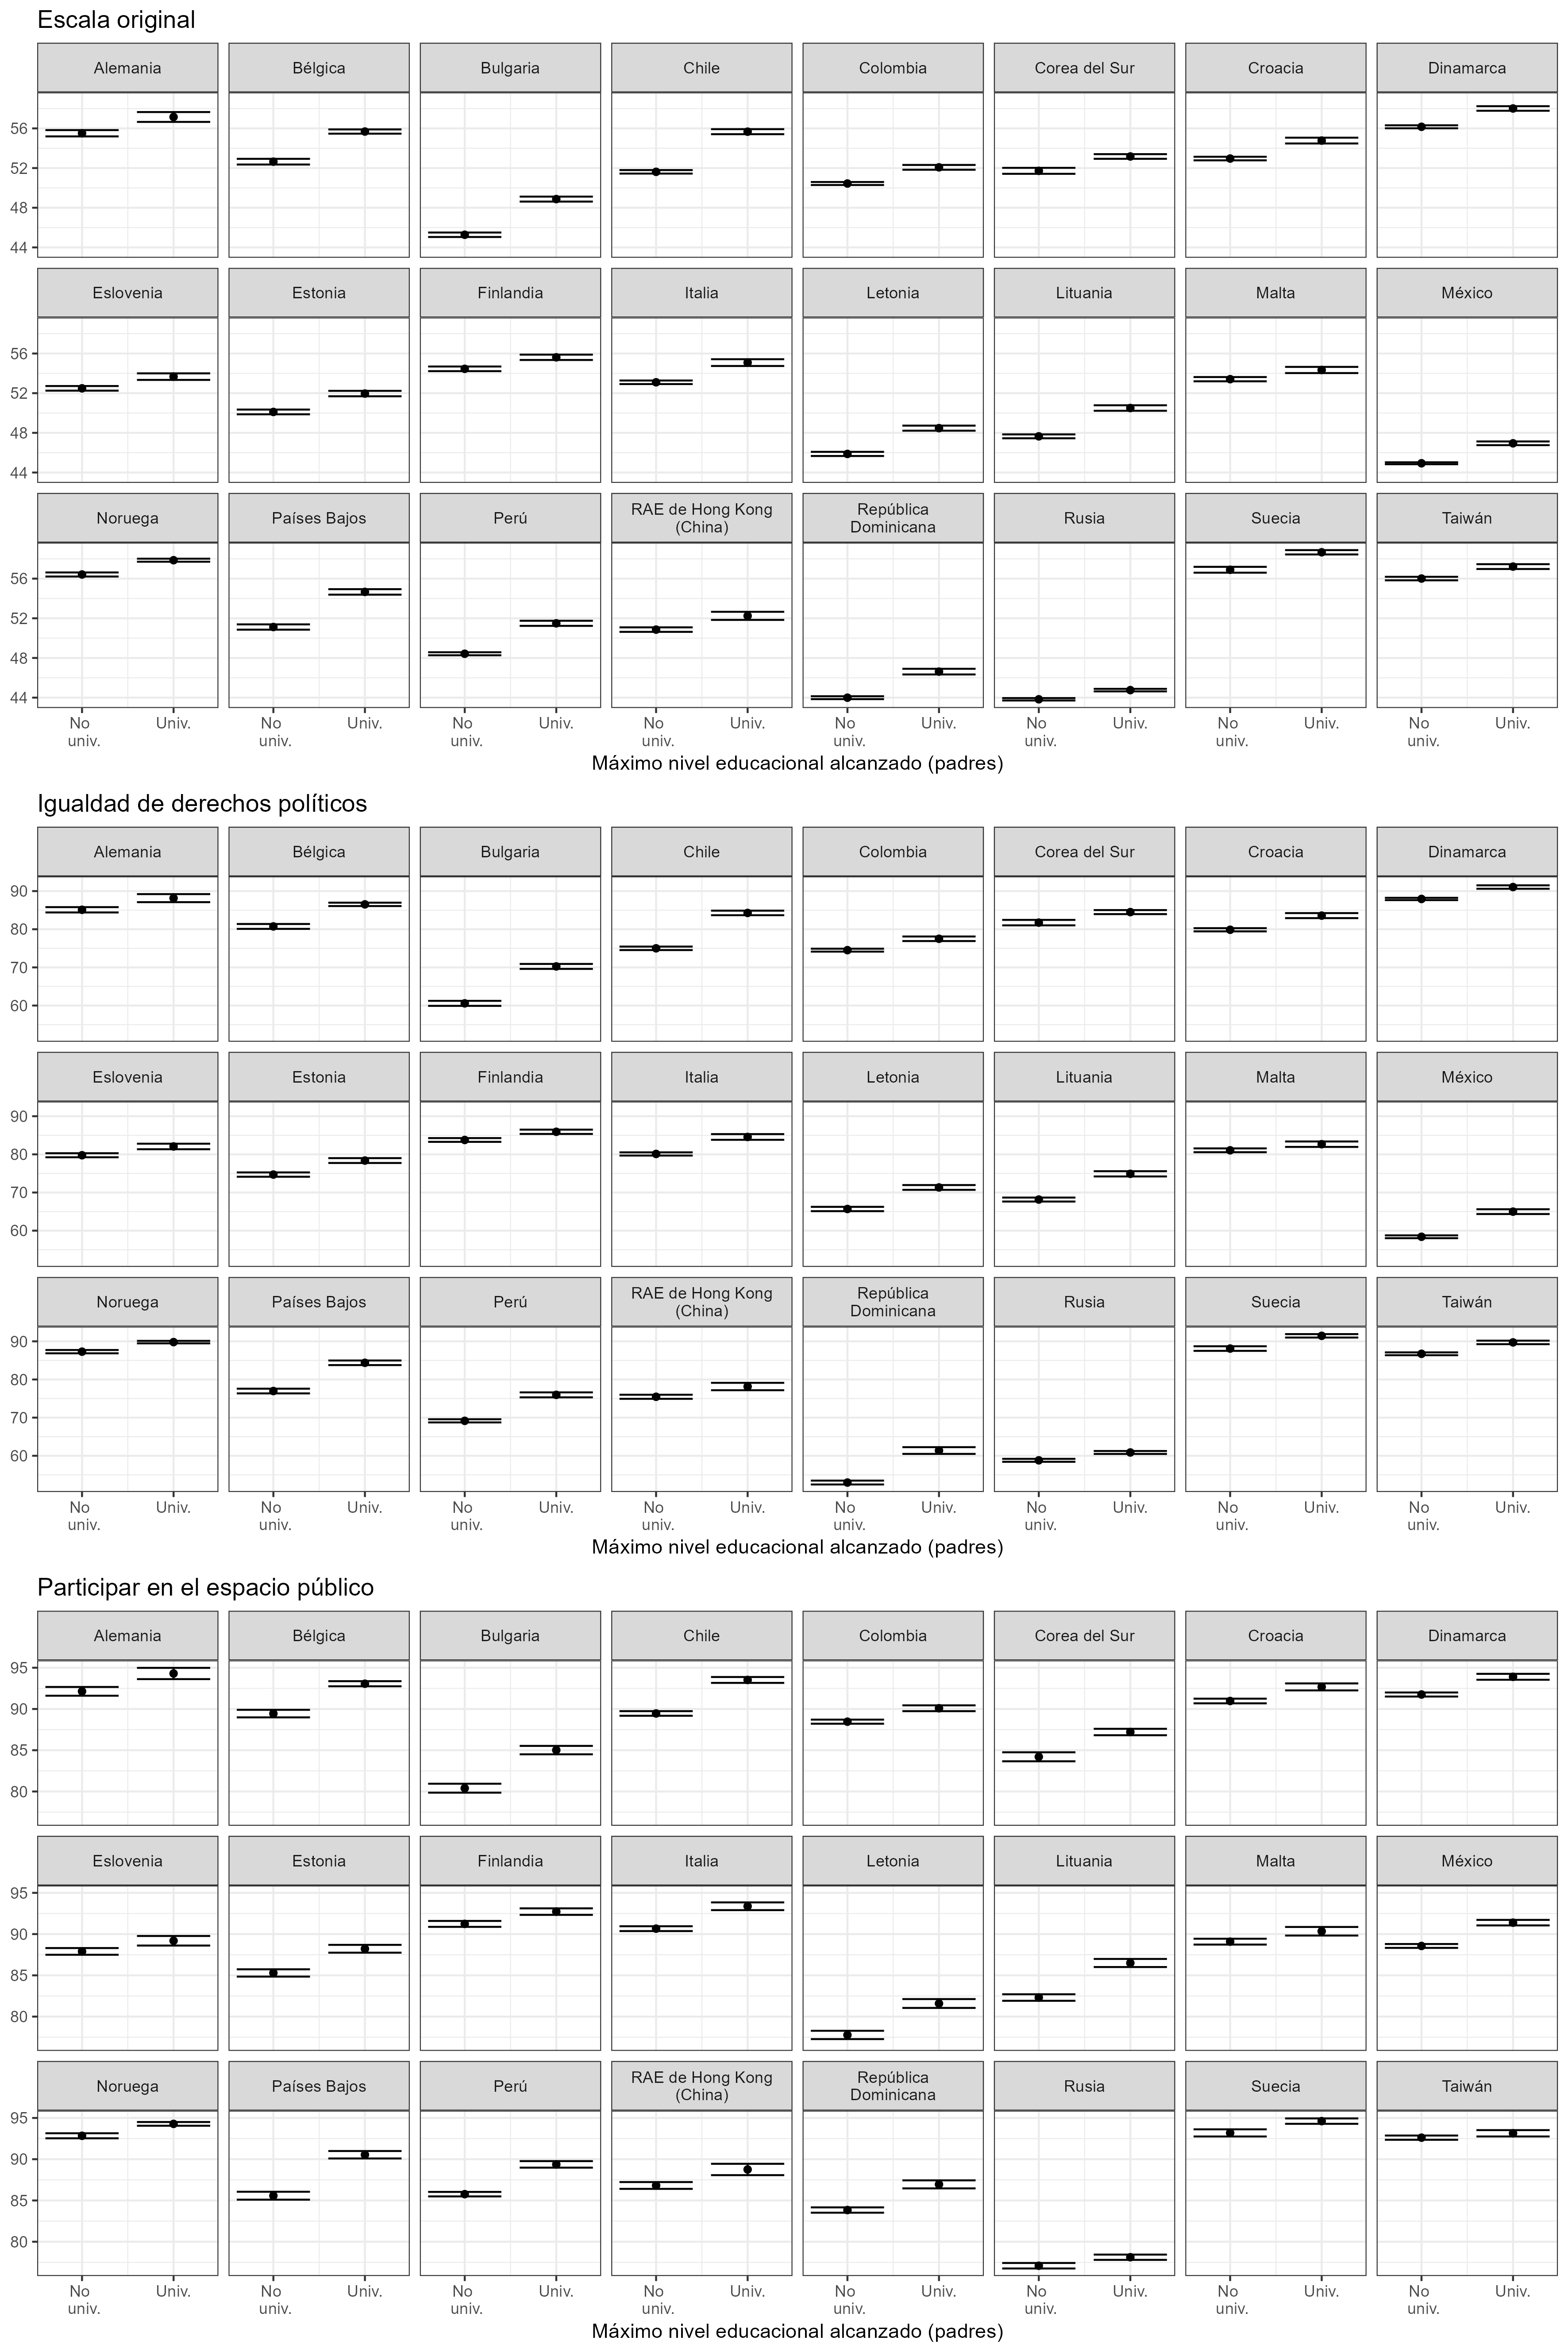 Escala original
Alemania Bélgica Bulgaria Chile Colombia Corea del Sur Croacia Dinamarca
56
52
48
44
Eslovenia Estonia Finlandia Italia Letonia Lituania Malta México
56
52
48
44
Noruega Países Bajos Perú RAE de Hong Kong República Rusia Suecia Taiwán
(China) Dominicana
56
52
48
44
No Univ. No Univ. No Univ. No Univ. No Univ. No Univ. No Univ. No Univ.
univ. univ. univ. univ. univ. univ. univ. univ.
Máximo nivel educacional alcanzado (padres)
Igualdad de derechos políticos
Alemania Bélgica Bulgaria Chile Colombia Corea del Sur Croacia Dinamarca
90
80
70
60
Eslovenia Estonia Finlandia Italia Letonia Lituania Malta México
90
80
70
60
Noruega Países Bajos Perú RAE de Hong Kong República Rusia Suecia Taiwán
(China) Dominicana
90
80
70
60
No Univ. No Univ. No Univ. No Univ. No Univ. No Univ. No Univ. No Univ.
univ. univ. univ. univ. univ. univ. univ. univ.
Máximo nivel educacional alcanzado (padres)
Participar en el espacio público
Alemania Bélgica Bulgaria Chile Colombia Corea del Sur Croacia Dinamarca
95
90
85
80
Eslovenia Estonia Finlandia Italia Letonia Lituania Malta México
95
90
85
80
Noruega Países Bajos Perú RAE de Hong Kong República Rusia Suecia Taiwán
(China) Dominicana
95
90
85
80
No Univ. No Univ. No Univ. No Univ. No Univ. No Univ. No Univ. No Univ.
univ. univ. univ. univ. univ. univ. univ. univ.
Máximo nivel educacional alcanzado (padres)